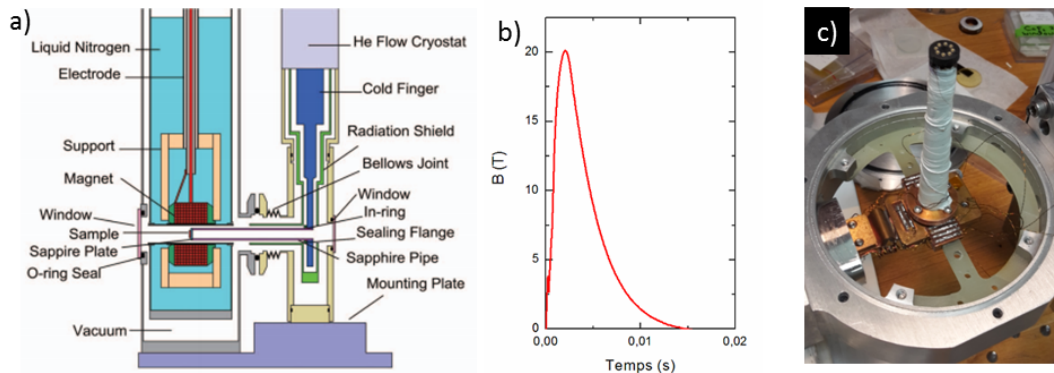 a)
Liquid Nitrogen
Electrode
Support
Magnet
Window
Sample
Sappire Plate
O-ring Seal
Vacuum
He Flow Cryostat
Cold Finger
Radiation Shield
Bellows Joint
Window
In-ring
Sealing Flange
Sapphire Pipe
Mounting Plate
b)
B (T)
20
15
10
5
0
0,00
0,01
0,02
Temps (s)
c)